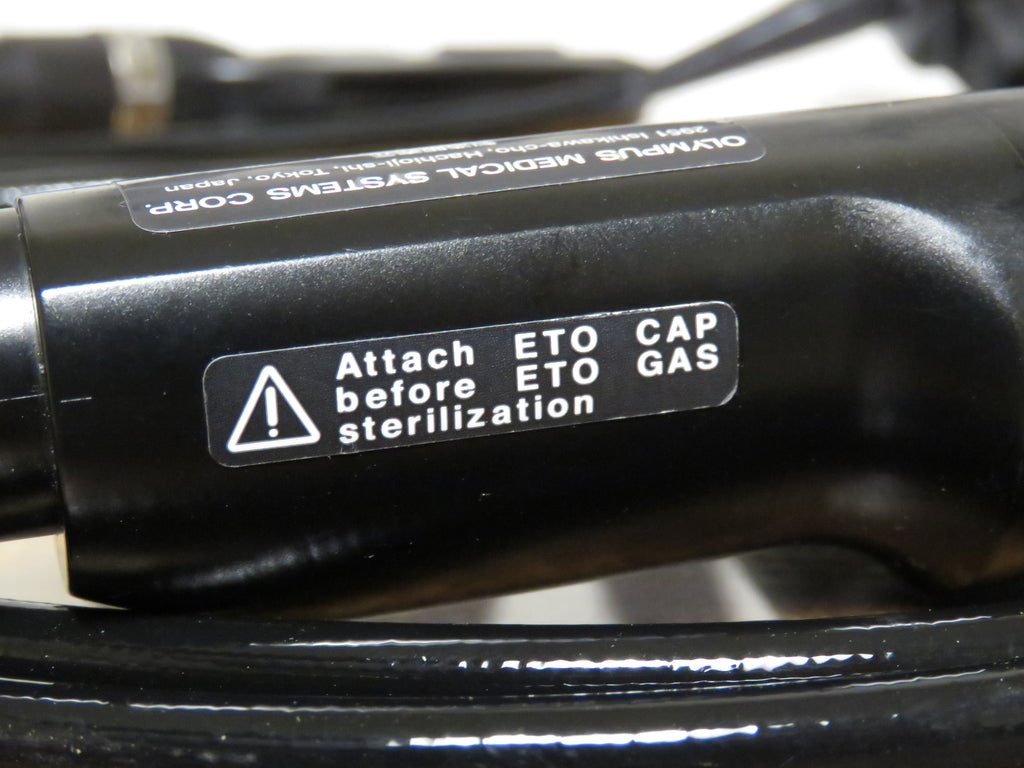 OLYMPUS MEDICAL SYSTEMS CORP.
2951 Ishikawa-cho, Hachioji-shi, Tokyo, Japan
Attach ETO CAP
before ETO GAS
sterilization